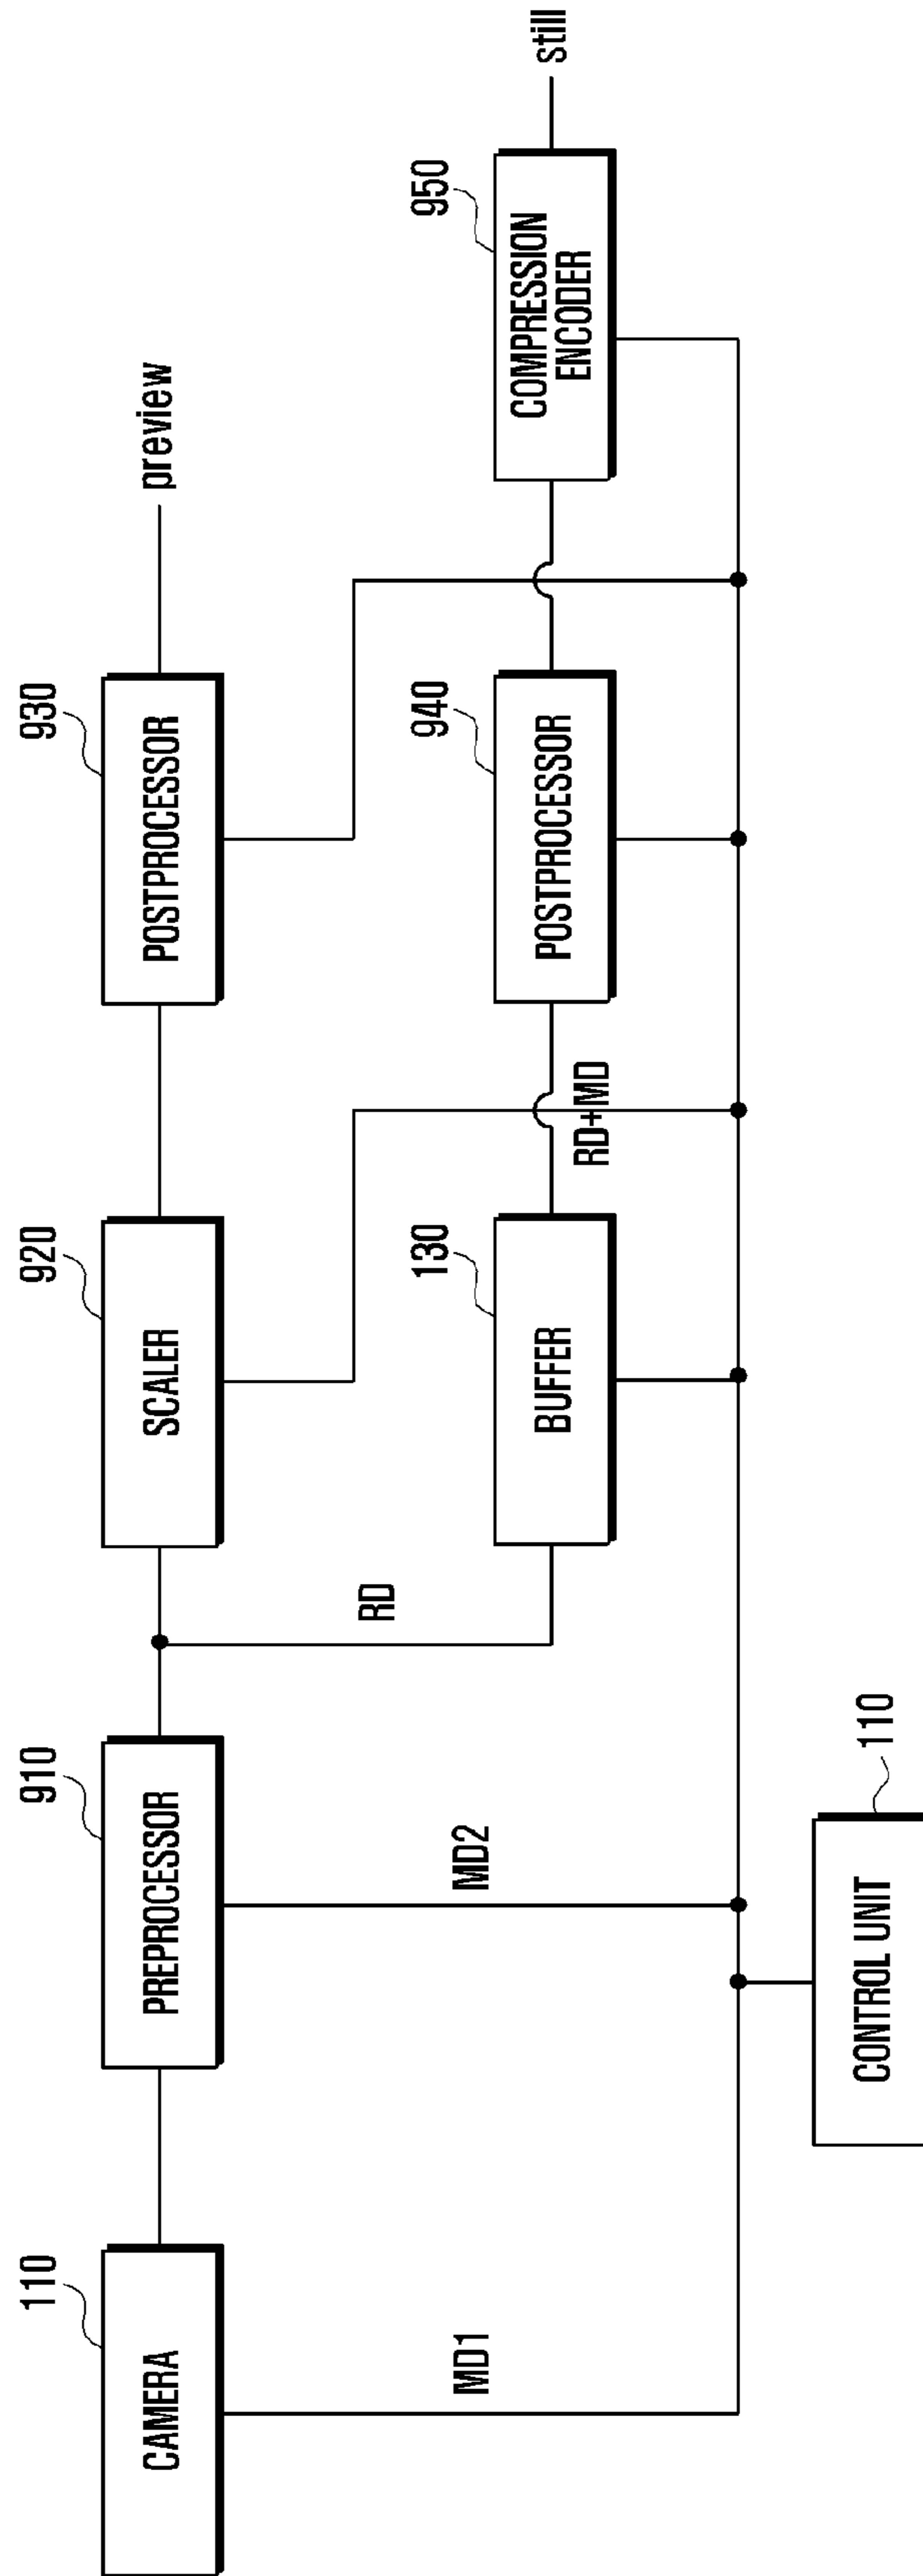 110
CAMERA
910
PREPROCESSOR
920
SCALER
930
POSTPROCESSOR
preview
MD1
MD2
RD
130
BUFFER
RD+MD
940
POSTPROCESSOR
950
COMPRESSION
ENCODER
still
CONTROL UNIT
110